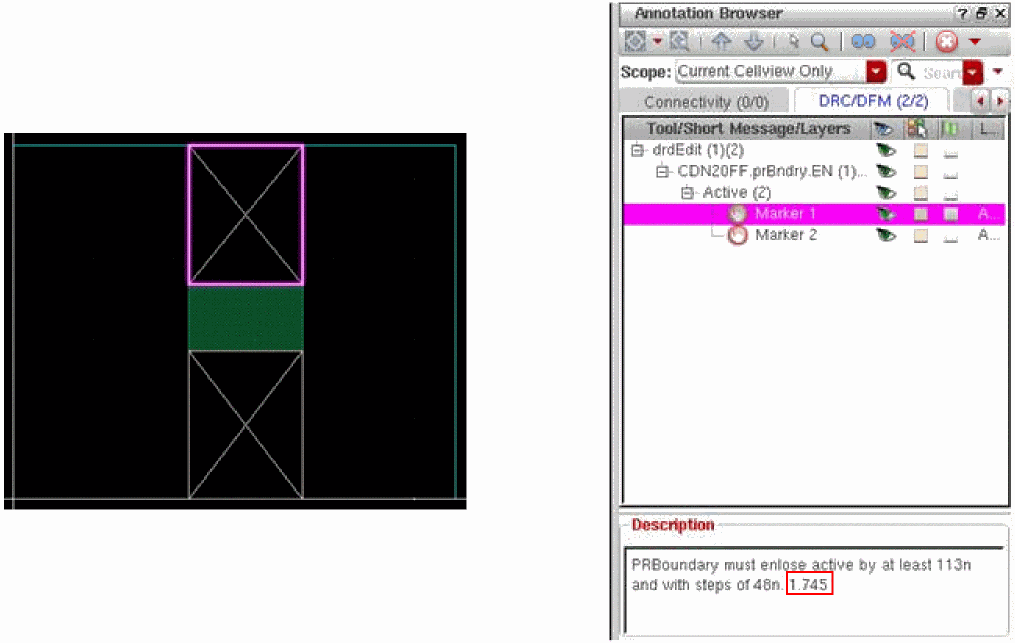 Annotation Browser
Scope: Current Cellview Only Search
Connectivity (0/0) DRC/DFM (2/2)
Tool/Short Message/Layers L...
drdEdit (1)(2)
CDN20FF.prBndry.EN (1)...
Active (2)
Marker 1 A...
Marker 2 A...
Description
PRBoundary must enlose active by at least 113n
and with steps of 48n. 1.745